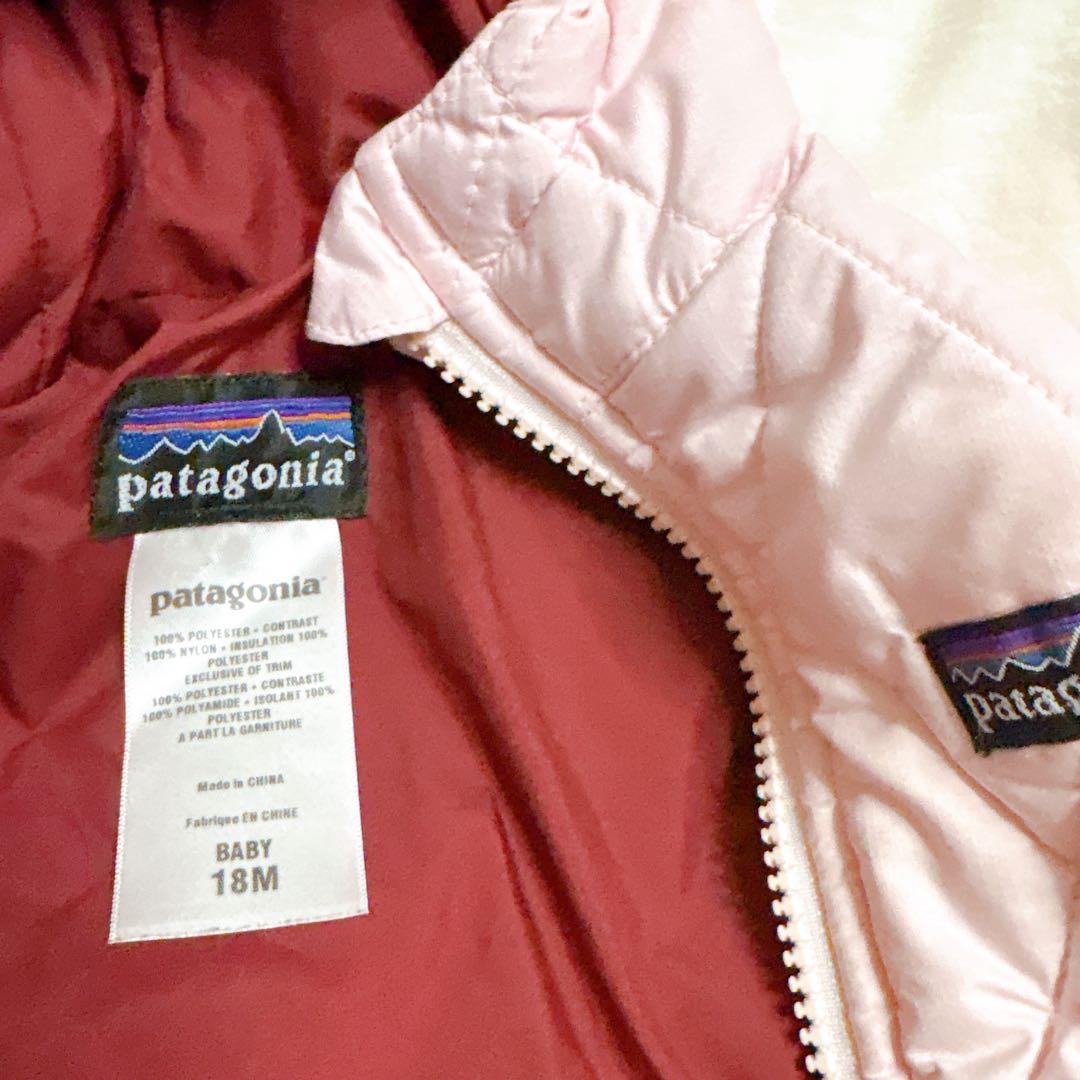 patagonia®
patagonia®
100% POLYESTER • CONTRAST
100% NYLON • INSULATION 100%
POLYESTER
EXCLUSIVE OF TRIM
100% POLYESTER • CONTRASTE
100% POLYAMIDE • ISOLANT 100%
POLYESTER
A PART LA GARNITURE
Made in CHINA
Fabriqué EN CHINE
BABY
18M
patag